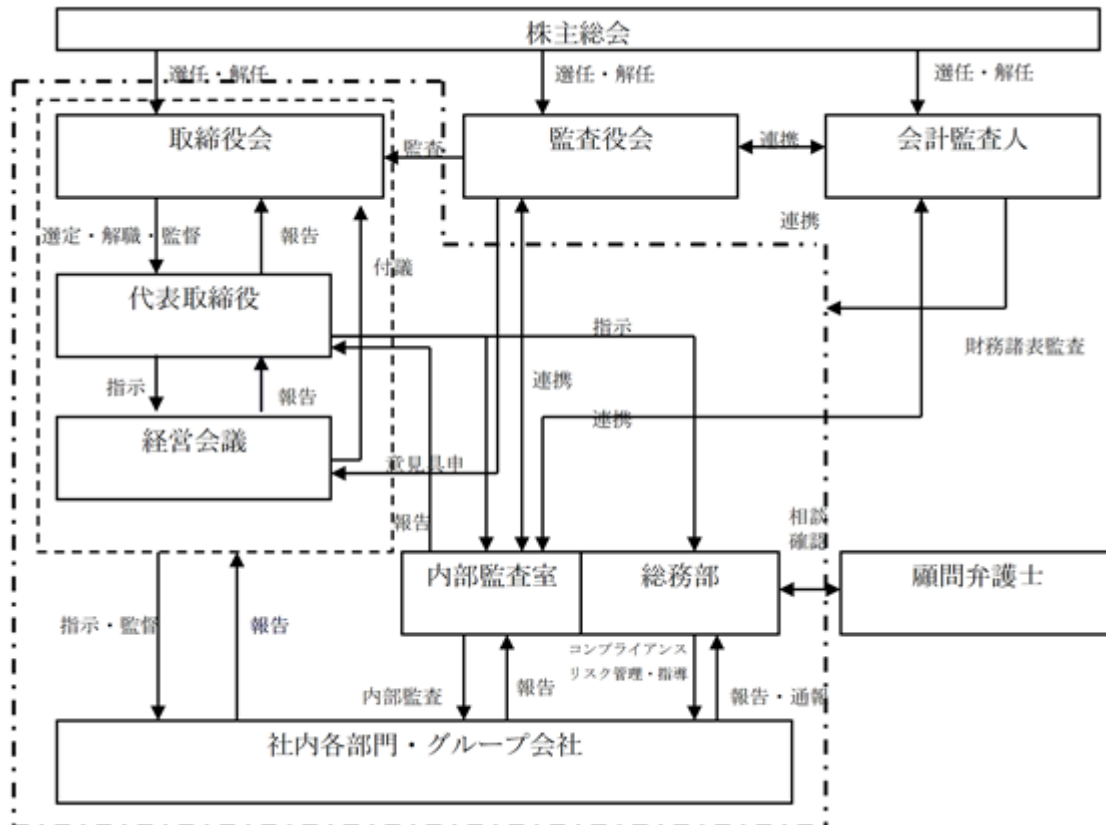 株主総会
選任・解任
選任・解任
選任・解任
取締役会
監査役会
会計監査人
監査
連携
選定・解職・監督
報告
付議
連携
代表取締役
指示
財務諸表監査
指示
報告
連携
連携
経営会議
意見具申
報告
相談
確認
内部監査室
総務部
顧問弁護士
指示・監督
報告
コンプライアンス
リスク管理・指導
内部監査
報告
報告・通報
社内各部門・グループ会社